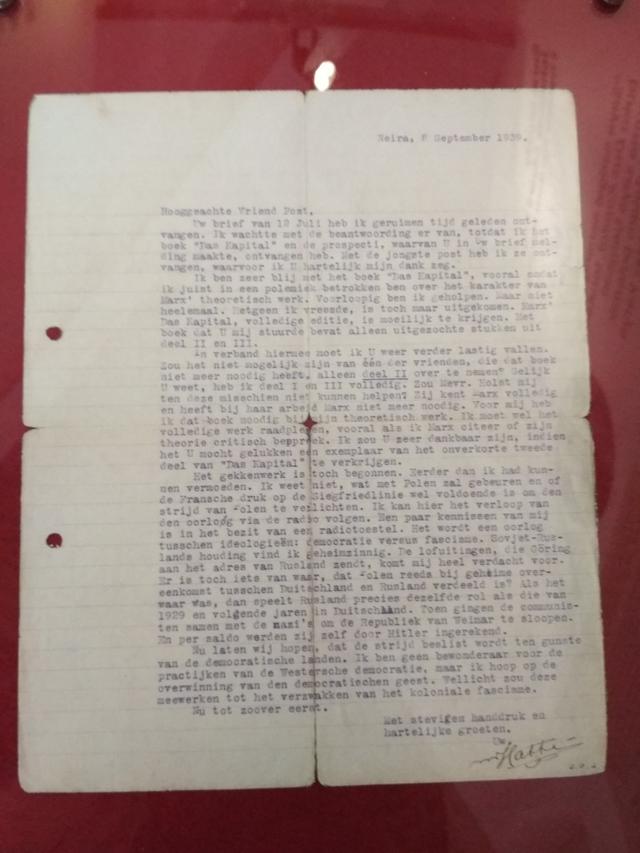 Neira, 8 September 1939.
Hooggeachte Vriend Post,
Uw brief van 12 Juli heb ik geruimen tijd geleden ont-
vangen. Ik wachtte met de beantwoording er van, totdat ik het
boek "Das Kapital" en de prospecti, waarvan U in Uw brief mel-
ding maakte, ontvangen heb. Met de jongste post heb ik ze ont-
vangen, waarvoor ik U hartelijk mijn dank zeg.
Ik ben zeer blij met het boek "Das Kapital", vooral omdat
ik juist in een polemiek betrokken ben over het karakter van
Marx' theoretisch werk. Voorloopig ben ik geholpen. Maar niet
heelemaal. Hetgeen ik vreesde, is toch maar uitgekomen. Marx'
Das Kapital, volledige editie, is moeilijk te krijgen. Het
boek dat U mij stuurde bevat alleen uitgezochte stukken uit
deel II en III.
In verband hiermee moet ik U weer verder lastig vallen.
Zou het niet mogelijk zijn van één der vrienden, die dat boek
niet meer noodig heeft, alleen deel II over te nemen? Gelijk
U weet, heb ik deel I en III volledig. Zou Mevr. Holst mij
ten deze misschien niet kunnen helpen? Zij kent Marx volledig
en heeft bij haar arbeid Marx niet meer noodig. Voor mij heb
ik dat boek noodig bij mijn theoretisch werk. Ik moet wel het
volledige werk raadplegen, vooral als ik Marx citeer of zijn
theorie critisch bespreek. Ik zou U zeer dankbaar zijn, indien
het U mocht gelukken een exemplaar van het onverkorte tweede
deel van "Das Kapital" te verkrijgen.
Het gekkenwerk is toch begonnen. Eerder dan ik had kun-
nen vermoeden. Ik weet niet, wat met Polen zal gebeuren en of
de Fransche druk op de Siegfriedlinie wel voldoende is om den
strijd van Polen te verlichten. Ik kan hier het verloop van
den oorlog via de radio volgen. Een paar kennissen van mij
is in het bezit van een radiotoestel. Het wordt een oorlog
tusschen ideologieën: democratie versus fascisme. Sovjet-Rus-
lands houding vind ik geheimzinnig. De lofuitingen, die Göring
aan het adres van Rusland zendt, komt mij heel verdacht voor.
Er is toch iets van waar, dat Polen reeds bij geheime over-
eenkomst tusschen Duitschland en Rusland verdeeld is? Als het
waar was, dan speelt Rusland precies dezelfde rol als die van
1929 en volgende jaren in Duitschland. Toen gingen de communis-
ten samen met de nazi's om de Republiek van Weimar te sloopen.
En per saldo werden zij zelf door Hitler ingerekend.
Nu laten wij hopen, dat de strijd beslist wordt ten gunste
van de democratische landen. Ik ben geen bewonderaar voor de
practijken van de Westersche democratie, maar ik hoop op de
overwinning van den democratischen geest. Wellicht zou deze
meewerken tot het verzwakken van het koloniale fascisme.
Nu tot zoover eerst.
Met stevigen handdruk en
hartelijke groeten.
Uw,
Hatta